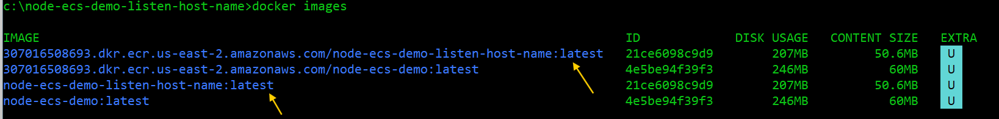 c:\node-ecs-demo-listen-host-name>docker images
IMAGE ID DISK USAGE CONTENT SIZE EXTRA
307016508693.dkr.ecr.us-east-2.amazonaws.com/node-ecs-demo-listen-host-name:latest 21ce6098c9d9 207MB 50.6MB U
307016508693.dkr.ecr.us-east-2.amazonaws.com/node-ecs-demo:latest 4e5be94f39f3 246MB 60MB U
node-ecs-demo-listen-host-name:latest 21ce6098c9d9 207MB 50.6MB U
node-ecs-demo:latest 4e5be94f39f3 246MB 60MB U